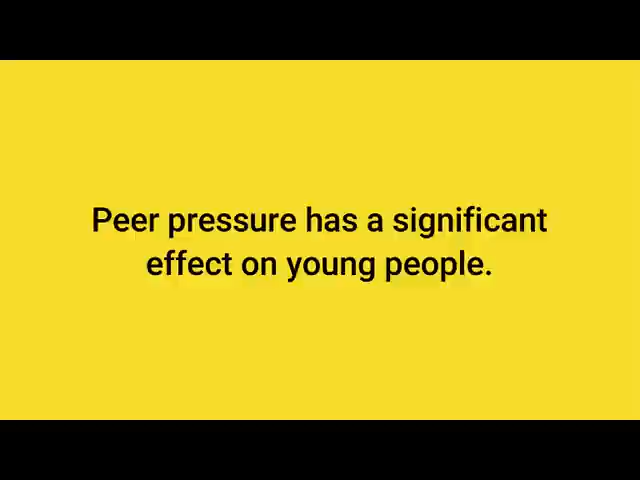 Peer pressure has a significant
effect on young people.